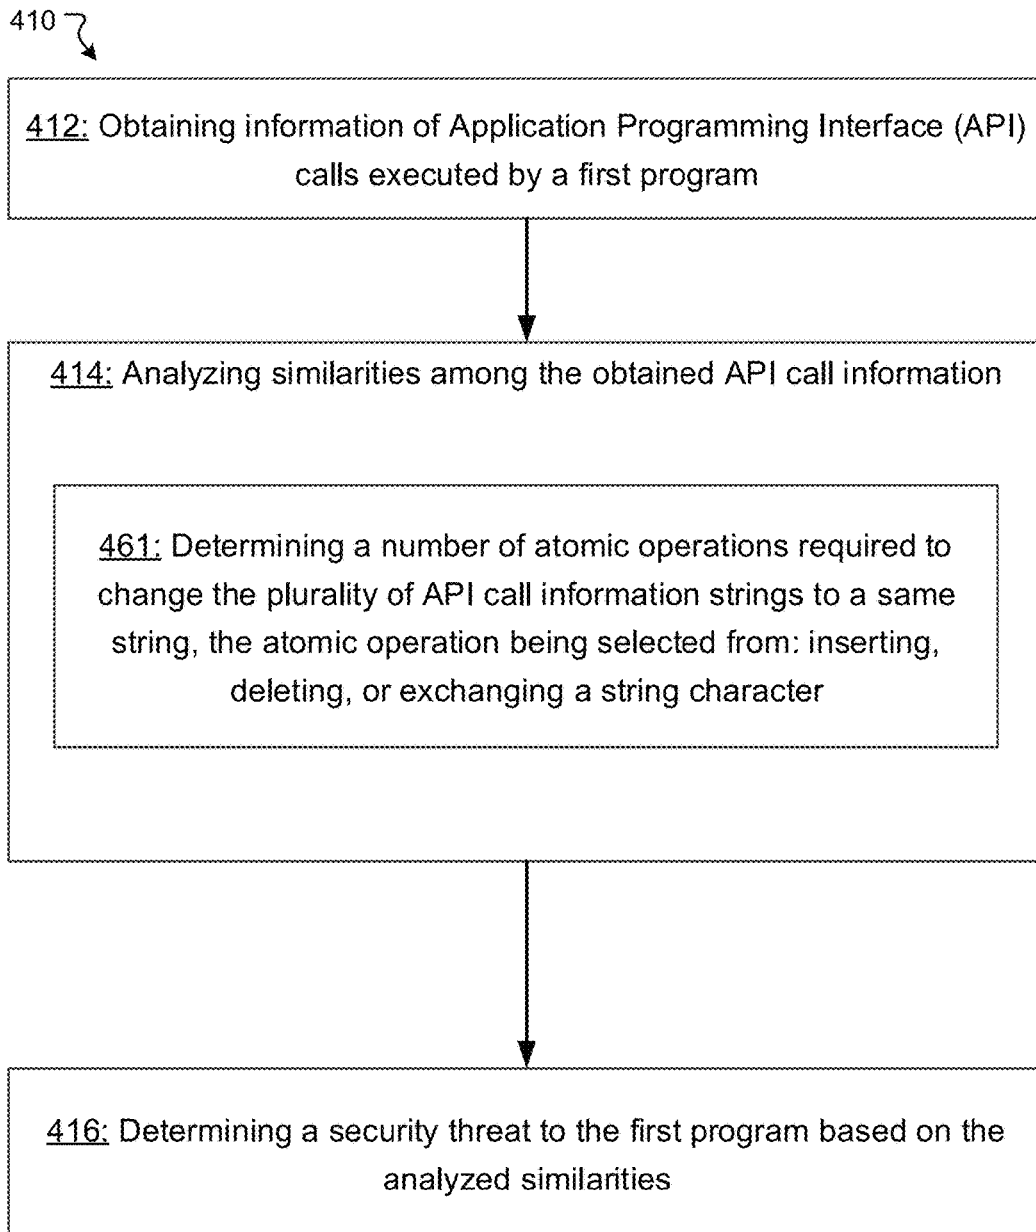 410
412: Obtaining information of Application Programming Interface (API)
calls executed by a first program
414: Analyzing similarities among the obtained API call information
461: Determining a number of atomic operations required to
change the plurality of API call information strings to a same
string, the atomic operation being selected from: inserting,
deleting, or exchanging a string character
416: Determining a security threat to the first program based on the
analyzed similarities